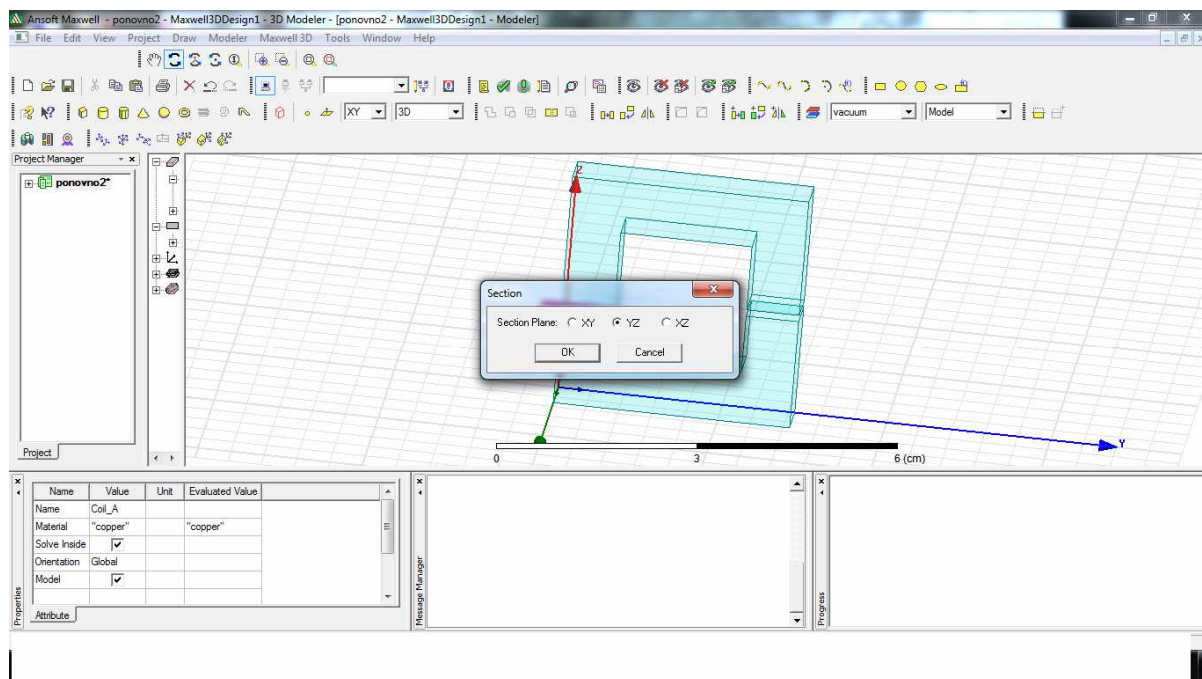 Ansoft Maxwell - ponovno2 - Maxwell3DDesign1 - 3D Modeler - [ponovno2 - Maxwell3DDesign1 - Modeler]
File Edit View Project Draw Modeler Maxwell 3D Tools Window Help
XY 3D vacuum Model
Project Manager
ponovno2*
Z
Section
Section Plane: XY YZ XZ
OK Cancel
Y
0 3 6 (cm)
Project
Name Value Unit Evaluated Value
Name Coil_A
Material "copper" "copper"
Solve Inside
Orientation Global
Model
Attribute
Properties
Message Manager
Progress